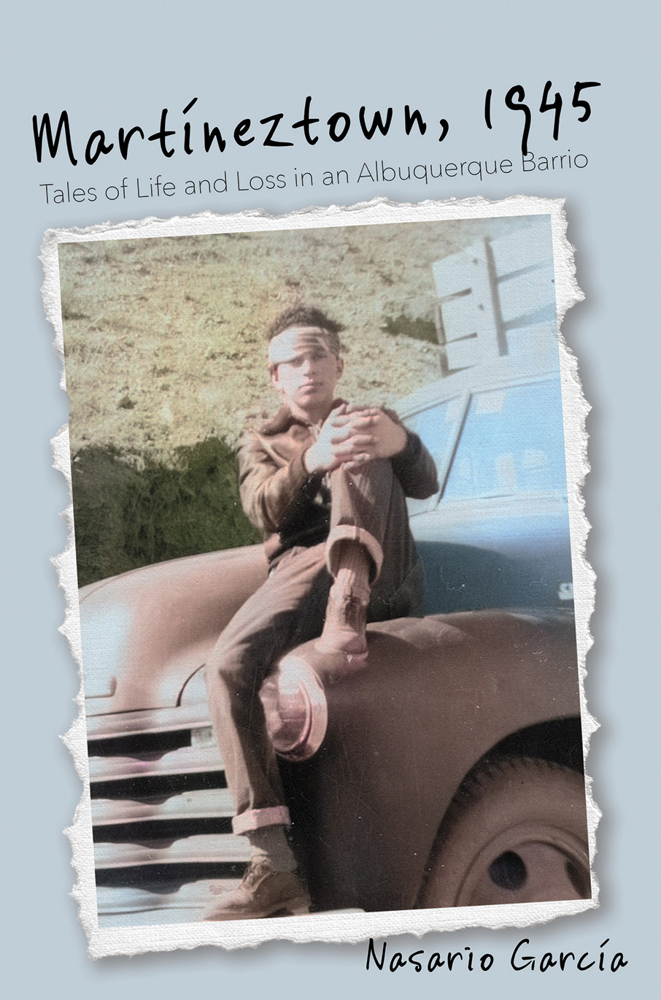 Martíneztown, 1945
Tales of Life and Loss in an Albuquerque Barrio
Nasario García